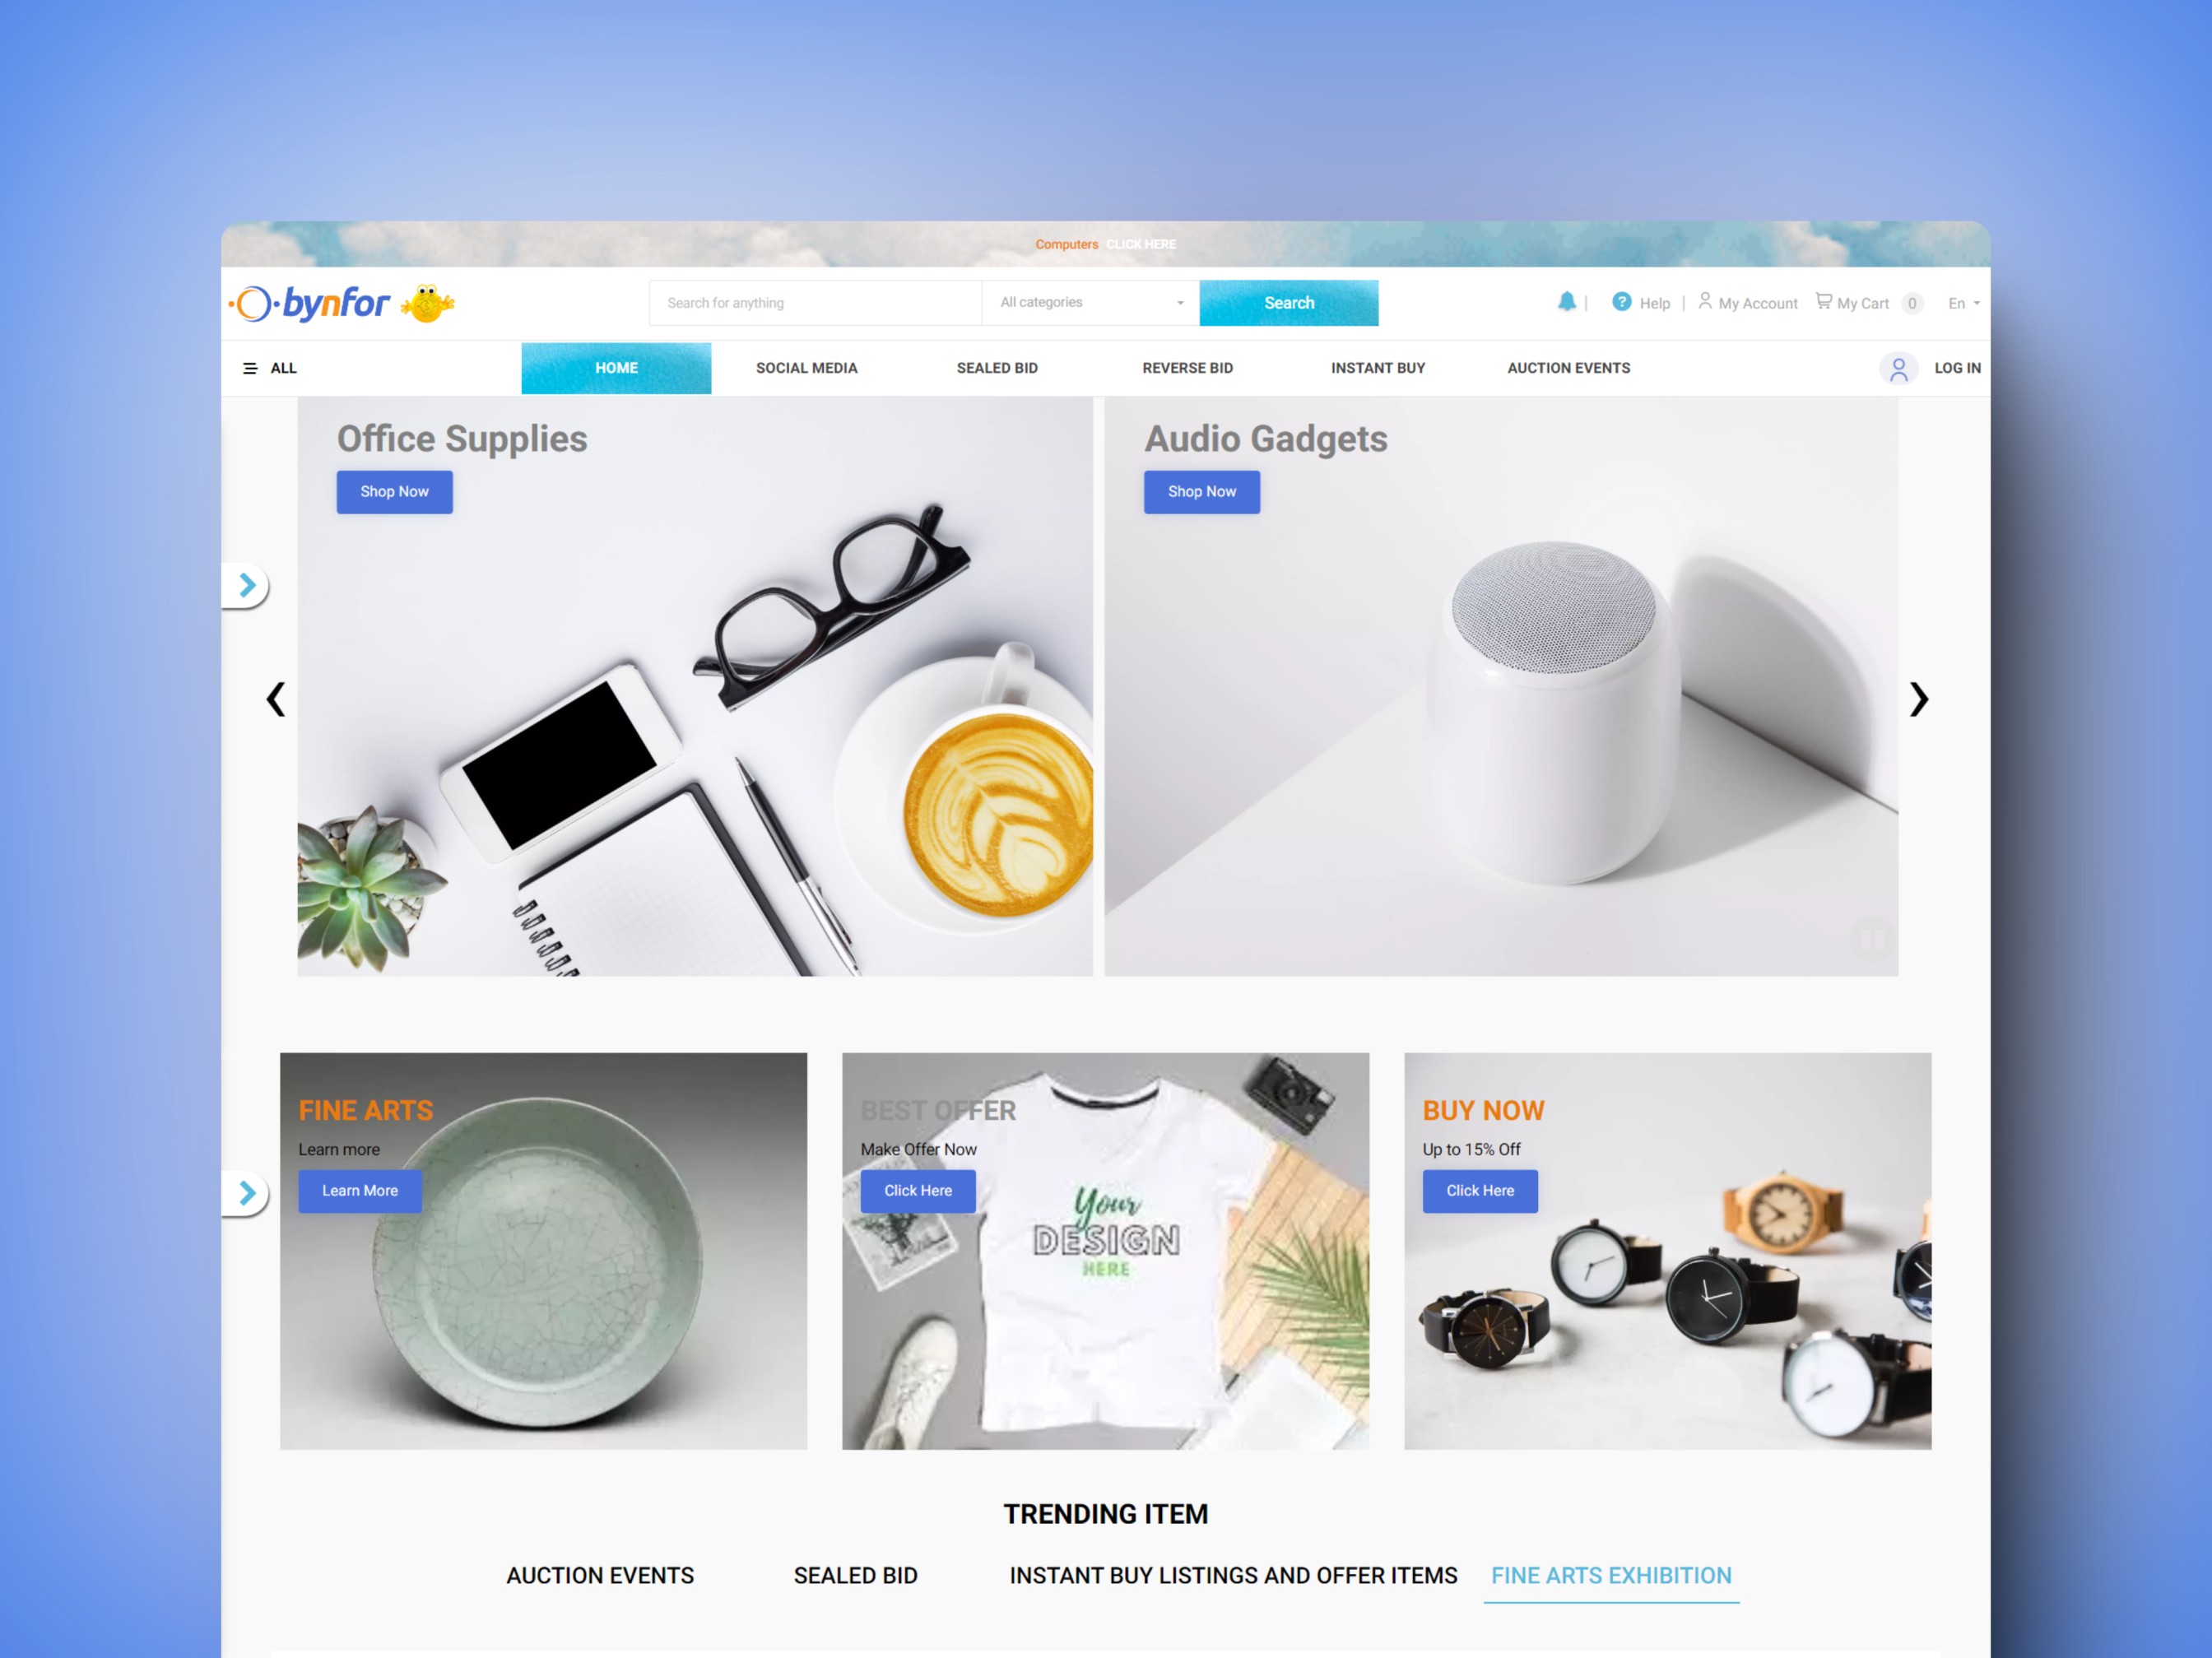 Computers CLICK HERE
bynfor
Search for anything
All categories
Search
Help
My Account
My Cart 0
En
ALL
HOME
SOCIAL MEDIA
SEALED BID
REVERSE BID
INSTANT BUY
AUCTION EVENTS
LOG IN
Office Supplies
Shop Now
Audio Gadgets
Shop Now
FINE ARTS
Learn more
Learn More
BEST OFFER
Make Offer Now
Click Here
Your
DESIGN
HERE
BUY NOW
Up to 15% Off
Click Here
TRENDING ITEM
AUCTION EVENTS
SEALED BID
INSTANT BUY LISTINGS AND OFFER ITEMS
FINE ARTS EXHIBITION